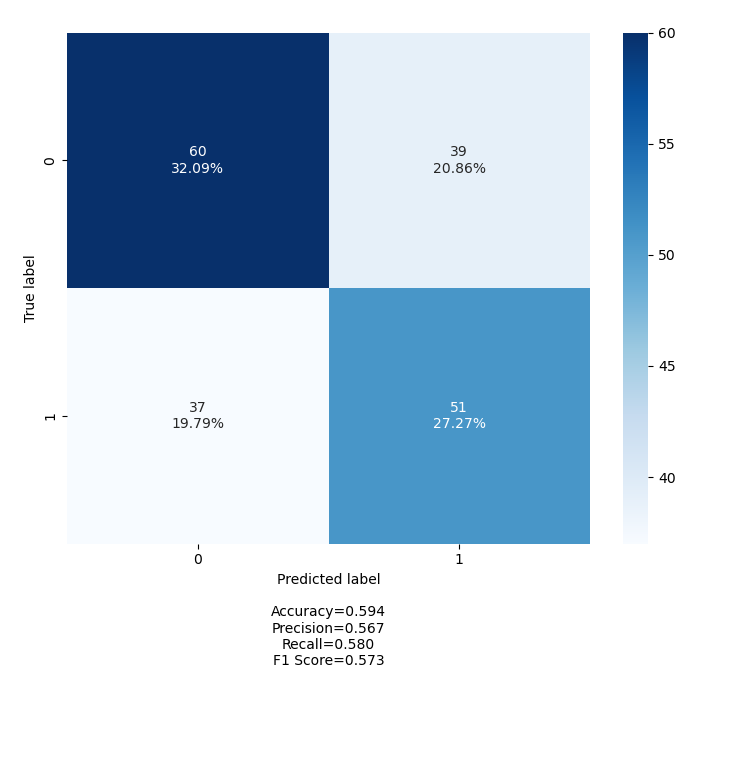 60
32.09%
39
20.86%
0
True label
37
19.79%
51
27.27%
1
0
1
Predicted label
Accuracy=0.594
Precision=0.567
Recall=0.580
F1 Score=0.573
60
55
50
45
40